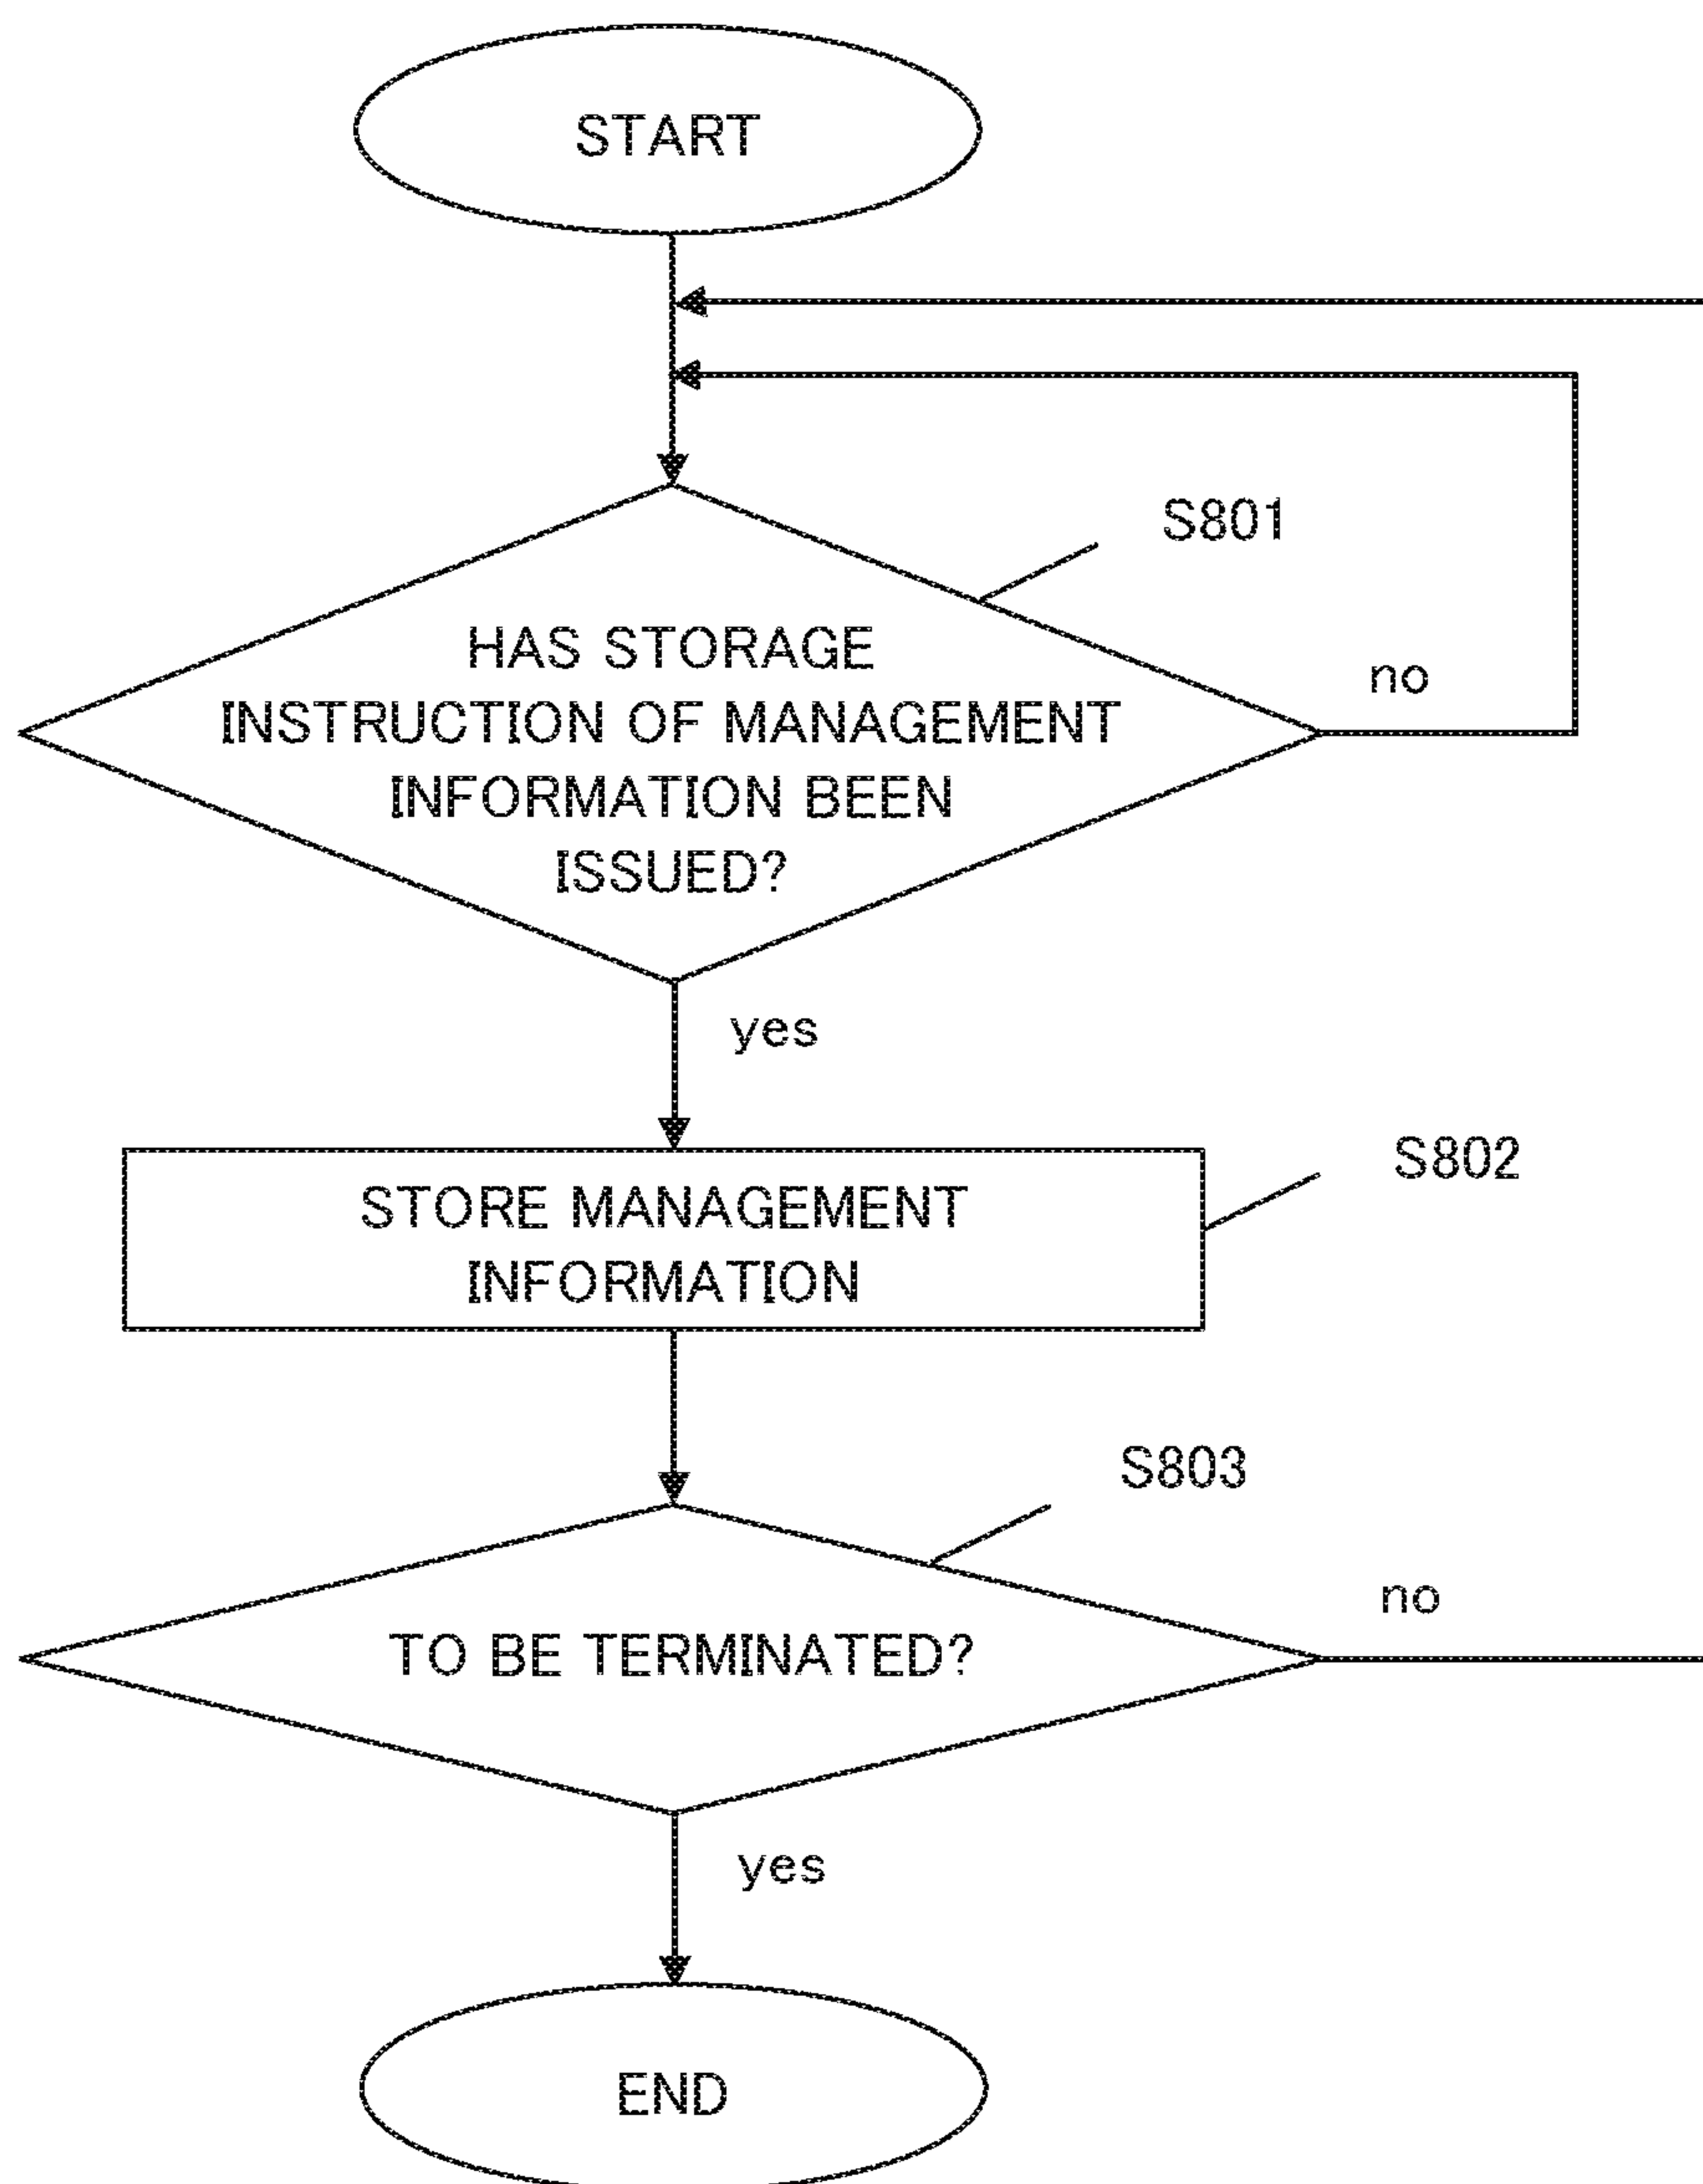 START
S801
HAS STORAGE
INSTRUCTION OF MANAGEMENT
INFORMATION BEEN
ISSUED?
no
yes
S802
STORE MANAGEMENT
INFORMATION
S803
TO BE TERMINATED?
no
yes
END